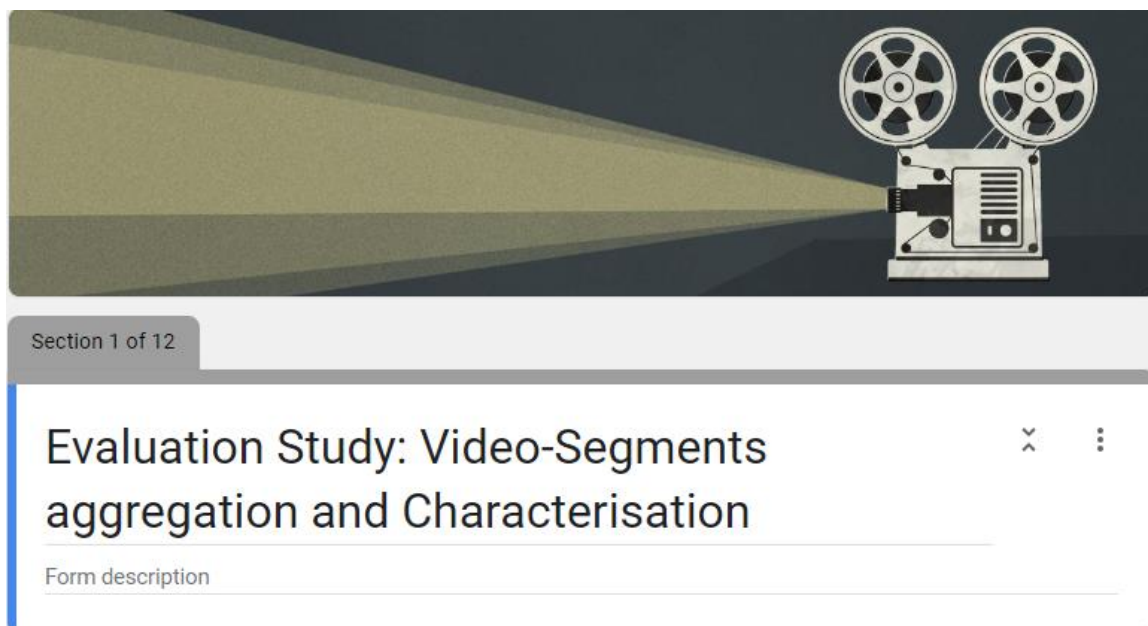 Section 1 of 12
Evaluation Study: Video-Segments
aggregation and Characterisation
Form description